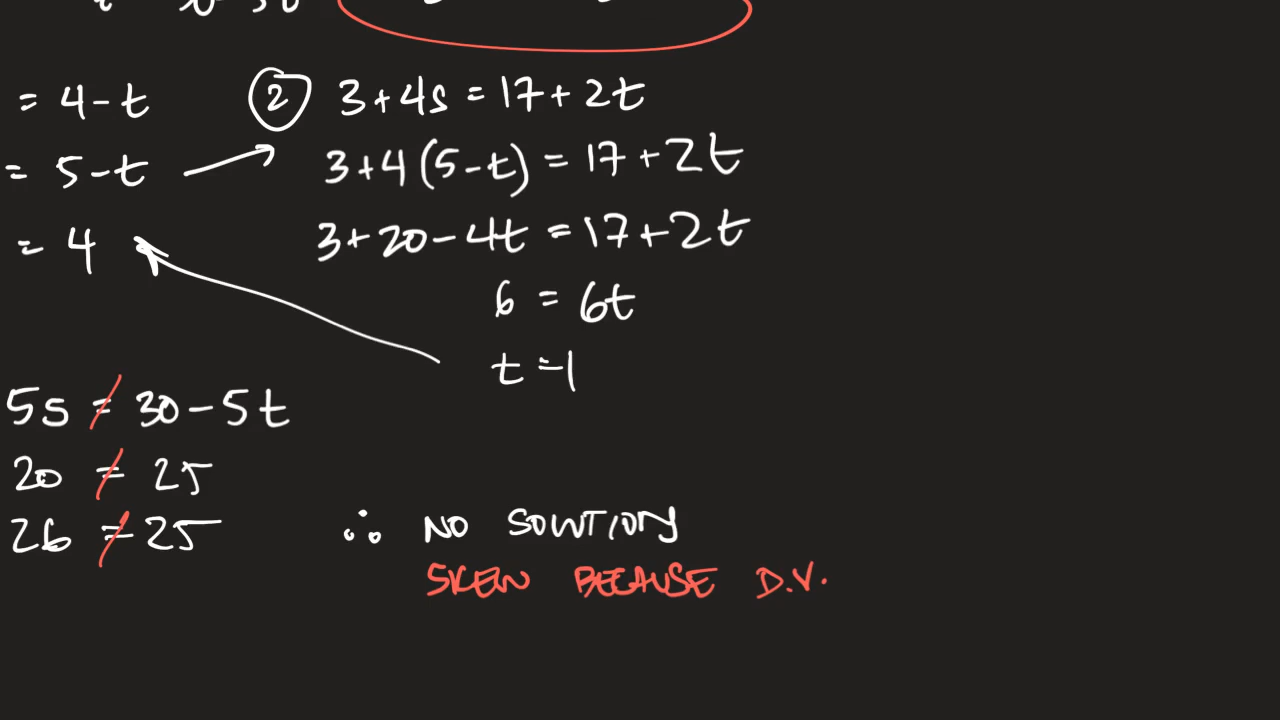 = 4-t ② 3+4s = 17+2t
= 5-t 3+4(5-t) = 17+2t
= 4 3+20-4t = 17+2t
6 = 6t
t = 1
5s ≠ 30-5t
20 ≠ 25
26 ≠ 25 ∴ NO SOLUTION
SKEW BECAUSE D.V.